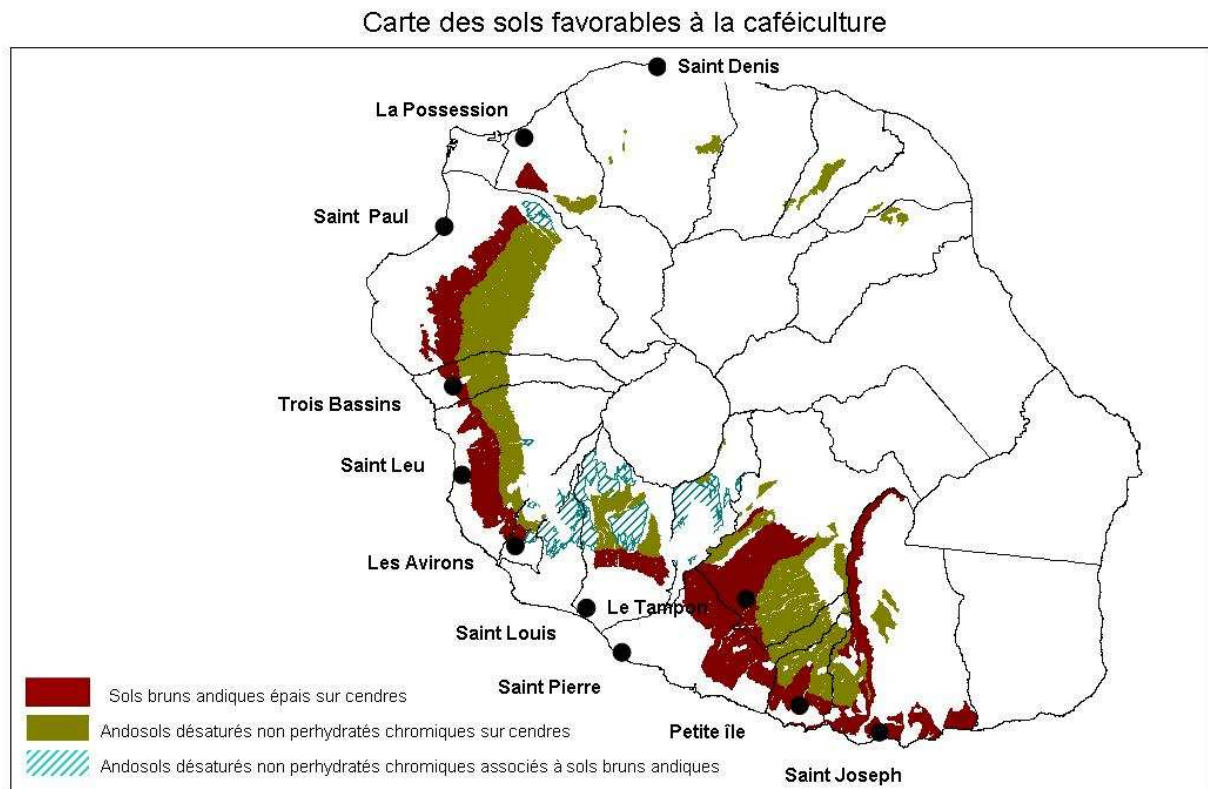 Carte des sols favorables à la caféiculture
Saint Denis
La Possession
Saint Paul
Trois Bassins
Saint Leu
Les Avirons
Le Tampon
Saint Louis
Saint Pierre
Petite île
Saint Joseph
Sols bruns andiques épais sur cendres
Andosols désaturés non perhydratés chromiques sur cendres
Andosols désaturés non perhydratés chromiques associés à sols bruns andiques